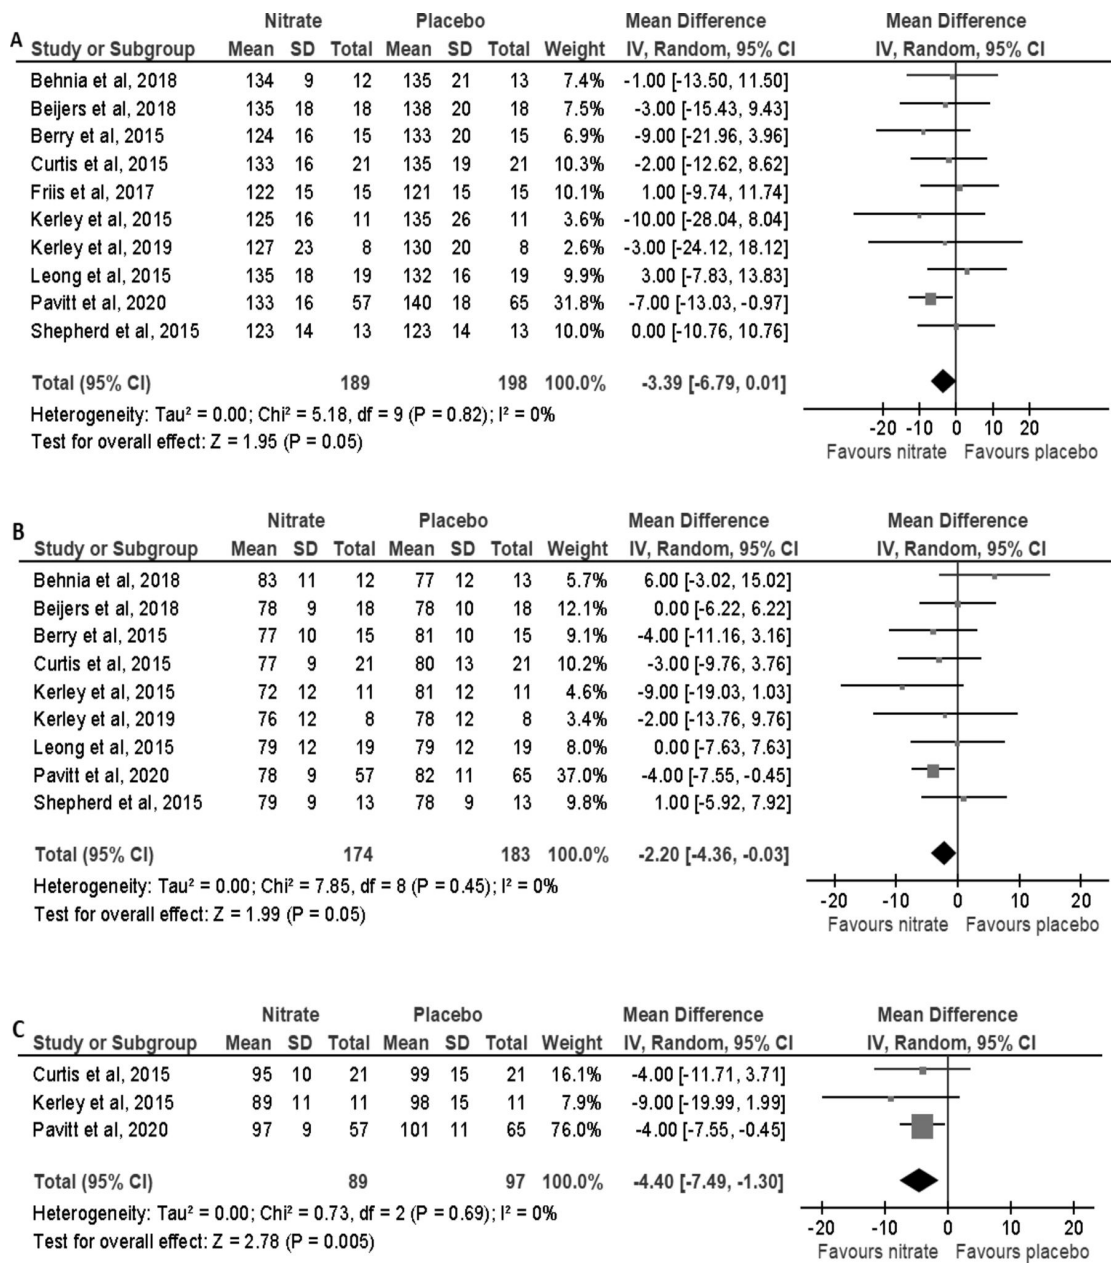 A
Nitrate Placebo Mean Difference Mean Difference
Study or Subgroup Mean SD Total Mean SD Total Weight IV, Random, 95% CI IV, Random, 95% CI
Behnia et al, 2018 134 9 12 135 21 13 7.4% -1.00 [-13.50, 11.50]
Beijers et al, 2018 135 18 18 138 20 18 7.5% -3.00 [-15.43, 9.43]
Berry et al, 2015 124 16 15 133 20 15 6.9% -9.00 [-21.96, 3.96]
Curtis et al, 2015 133 16 21 135 19 21 10.3% -2.00 [-12.62, 8.62]
Friis et al, 2017 122 15 15 121 15 15 10.1% 1.00 [-9.74, 11.74]
Kerley et al, 2015 125 16 11 135 26 11 3.6% -10.00 [-28.04, 8.04]
Kerley et al, 2019 127 23 8 130 20 8 2.6% -3.00 [-24.12, 18.12]
Leong et al, 2015 135 18 19 132 16 19 9.9% 3.00 [-7.83, 13.83]
Pavitt et al, 2020 133 16 57 140 18 65 31.8% -7.00 [-13.03, -0.97]
Shepherd et al, 2015 123 14 13 123 14 13 10.0% 0.00 [-10.76, 10.76]
Total (95% CI) 189 198 100.0% -3.39 [-6.79, 0.01]
Heterogeneity: Tau² = 0.00; Chi² = 5.18, df = 9 (P = 0.82); I² = 0%
Test for overall effect: Z = 1.95 (P = 0.05)
-20 -10 0 10 20
Favours nitrate Favours placebo
B
Nitrate Placebo Mean Difference Mean Difference
Study or Subgroup Mean SD Total Mean SD Total Weight IV, Random, 95% CI IV, Random, 95% CI
Behnia et al, 2018 83 11 12 77 12 13 5.7% 6.00 [-3.02, 15.02]
Beijers et al, 2018 78 9 18 78 10 18 12.1% 0.00 [-6.22, 6.22]
Berry et al, 2015 77 10 15 81 10 15 9.1% -4.00 [-11.16, 3.16]
Curtis et al, 2015 77 9 21 80 13 21 10.2% -3.00 [-9.76, 3.76]
Kerley et al, 2015 72 12 11 81 12 11 4.6% -9.00 [-19.03, 1.03]
Kerley et al, 2019 76 12 8 78 12 8 3.4% -2.00 [-13.76, 9.76]
Leong et al, 2015 79 12 19 79 12 19 8.0% 0.00 [-7.63, 7.63]
Pavitt et al, 2020 78 9 57 82 11 65 37.0% -4.00 [-7.55, -0.45]
Shepherd et al, 2015 79 9 13 78 9 13 9.8% 1.00 [-5.92, 7.92]
Total (95% CI) 174 183 100.0% -2.20 [-4.36, -0.03]
Heterogeneity: Tau² = 0.00; Chi² = 7.85, df = 8 (P = 0.45); I² = 0%
Test for overall effect: Z = 1.99 (P = 0.05)
-20 -10 0 10 20
Favours nitrate Favours placebo
C
Nitrate Placebo Mean Difference Mean Difference
Study or Subgroup Mean SD Total Mean SD Total Weight IV, Random, 95% CI IV, Random, 95% CI
Curtis et al, 2015 95 10 21 99 15 21 16.1% -4.00 [-11.71, 3.71]
Kerley et al, 2015 89 11 11 98 15 11 7.9% -9.00 [-19.99, 1.99]
Pavitt et al, 2020 97 9 57 101 11 65 76.0% -4.00 [-7.55, -0.45]
Total (95% CI) 89 97 100.0% -4.40 [-7.49, -1.30]
Heterogeneity: Tau² = 0.00; Chi² = 0.73, df = 2 (P = 0.69); I² = 0%
Test for overall effect: Z = 2.78 (P = 0.005)
-20 -10 0 10 20
Favours nitrate Favours placebo